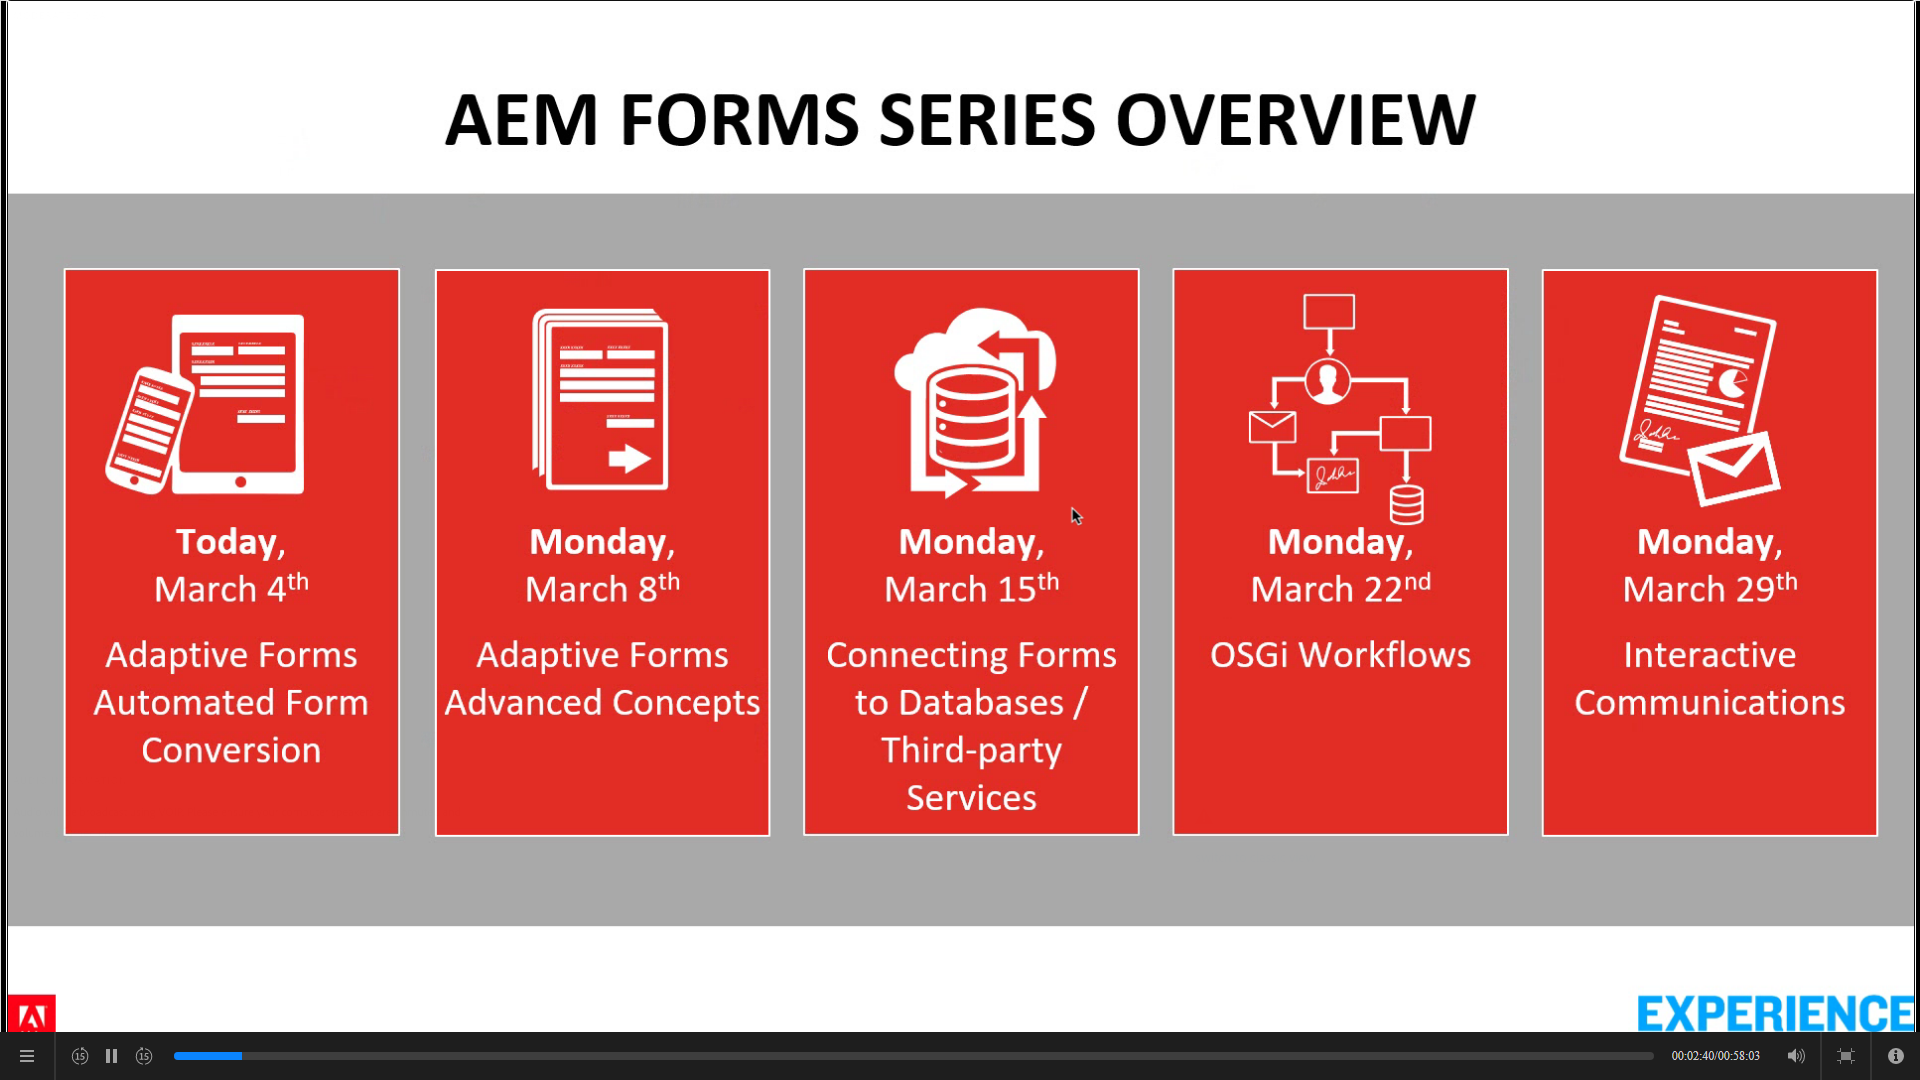 AEM FORMS SERIES OVERVIEW
Today,
March 4th
Adaptive Forms
Automated Form
Conversion
Monday,
March 8th
Adaptive Forms
Advanced Concepts
Monday,
March 15th
Connecting Forms
to Databases /
Third-party
Services
Monday,
March 22nd
OSGi Workflows
Monday,
March 29th
Interactive
Communications
EXPERIENCE
15
15
00:02:40/00:58:03